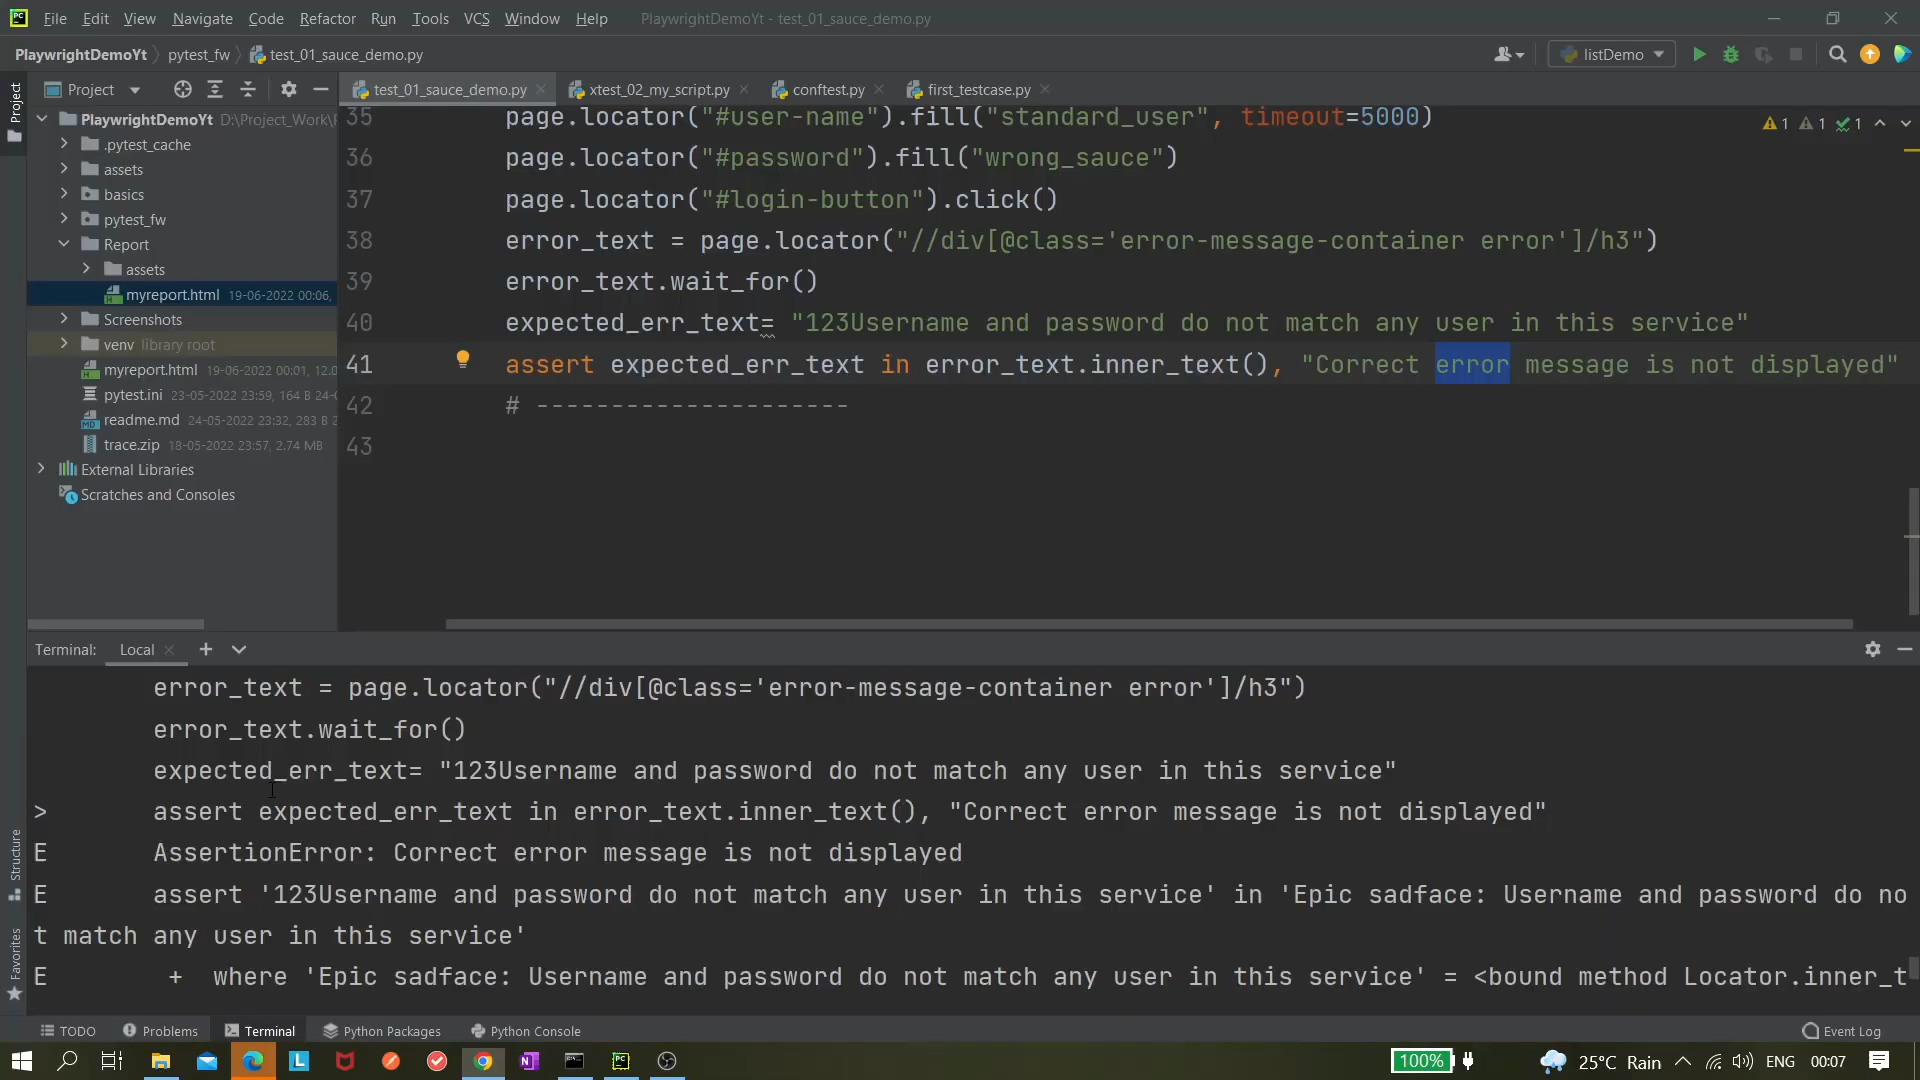 File Edit View Navigate Code Refactor Run Tools VCS Window Help PlaywrightDemoYt - test_01_sauce_demo.py
PlaywrightDemoYt pytest_fw test_01_sauce_demo.py listDemo
Project test_01_sauce_demo.py xtest_02_my_script.py conftest.py first_testcase.py
Project
PlaywrightDemoYt D:\Project_Work\
.pytest_cache
assets
basics
pytest_fw
Report
assets
myreport.html 19-06-2022 00:06,
Screenshots
venv library root
myreport.html 19-06-2022 00:01, 12.0
pytest.ini 23-05-2022 23:59, 164 B 24-0
readme.md 24-05-2022 23:32, 283 B 2
trace.zip 18-05-2022 23:57, 2.74 MB
External Libraries
Scratches and Consoles
1 1 1
35 page.locator("#user-name").fill("standard_user", timeout=5000)
36 page.locator("#password").fill("wrong_sauce")
37 page.locator("#login-button").click()
38 error_text = page.locator("//div[@class='error-message-container error']/h3")
39 error_text.wait_for()
40 expected_err_text= "123Username and password do not match any user in this service"
41 assert expected_err_text in error_text.inner_text(), "Correct error message is not displayed"
42 # ---------------------
43
Terminal: Local
error_text = page.locator("//div[@class='error-message-container error']/h3")
error_text.wait_for()
expected_err_text= "123Username and password do not match any user in this service"
> assert expected_err_text in error_text.inner_text(), "Correct error message is not displayed"
E AssertionError: Correct error message is not displayed
E assert '123Username and password do not match any user in this service' in 'Epic sadface: Username and password do no
t match any user in this service'
E + where 'Epic sadface: Username and password do not match any user in this service' = <bound method Locator.inner_t
Structure
Favorites
TODO Problems Terminal Python Packages Python Console Event Log
100% 25°C Rain ENG 00:07